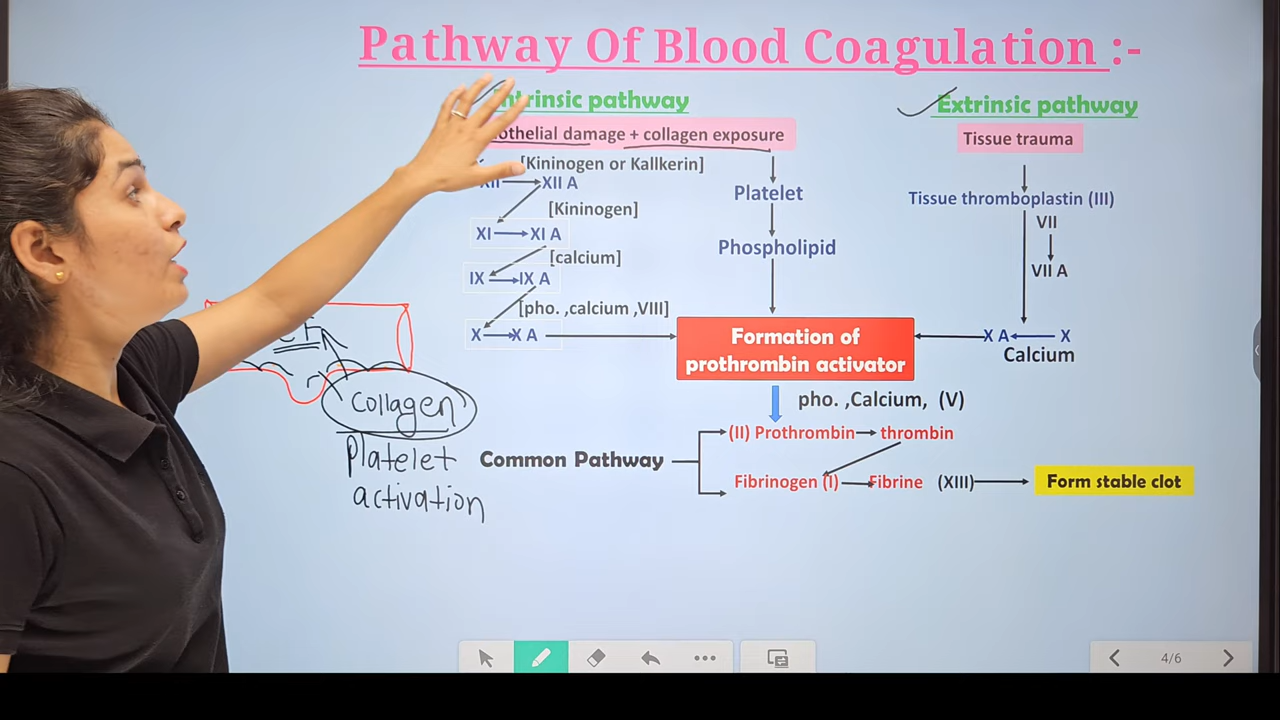 Pathway Of Blood Coagulation :-
Intrinsic pathway
Extrinsic pathway
damage + collagen exposure
Tissue trauma
[Kininogen or Kallkerin]
XII A
Platelet
Tissue thromboplastin (III)
[Kininogen]
VII
XI XI A
Phospholipid
[calcium]
VII A
IX IX A
[pho. ,calcium ,VIII]
X X A
Formation of
prothrombin activator
X A X
Calcium
collagen
pho. ,Calcium, (V)
(II) Prothrombin thrombin
Platelet
activation
Common Pathway
Fibrinogen (I) Fibrine (XIII)
Form stable clot
4/6